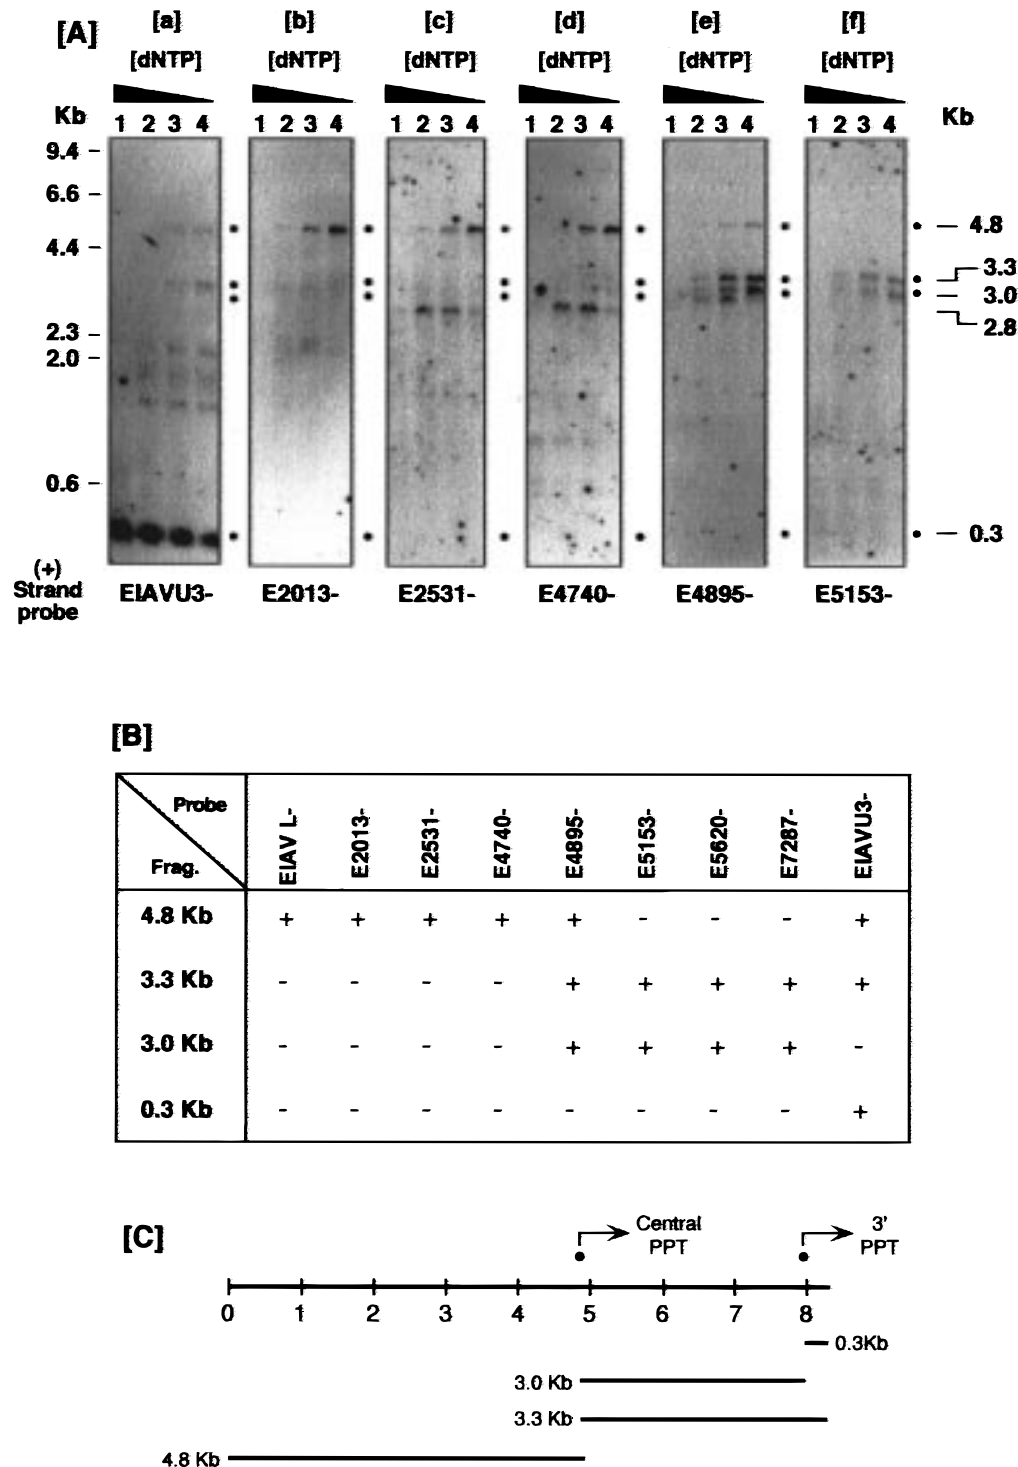 [A]
[a] [b] [c] [d] [e] [f]
[dNTP] [dNTP] [dNTP] [dNTP] [dNTP] [dNTP]
Kb 1 2 3 4 1 2 3 4 1 2 3 4 1 2 3 4 1 2 3 4 1 2 3 4 Kb
9.4
6.6
4.4
2.3
2.0
0.6
4.8
3.3
3.0
2.8
0.3
(+)
Strand
probe
EIAVU3- E2013- E2531- E4740- E4895- E5153-
[B]
Probe
Frag.
EIAV L- E2013- E2531- E4740- E4895- E5153- E5620- E7287- EIAVU3-
4.8 Kb + + + + + - - - +
3.3 Kb - - - - + + + + +
3.0 Kb - - - - + + + + -
0.3 Kb - - - - - - - - +
[C]
Central
PPT
3'
PPT
0 1 2 3 4 5 6 7 8
0.3Kb
3.0 Kb
3.3 Kb
4.8 Kb